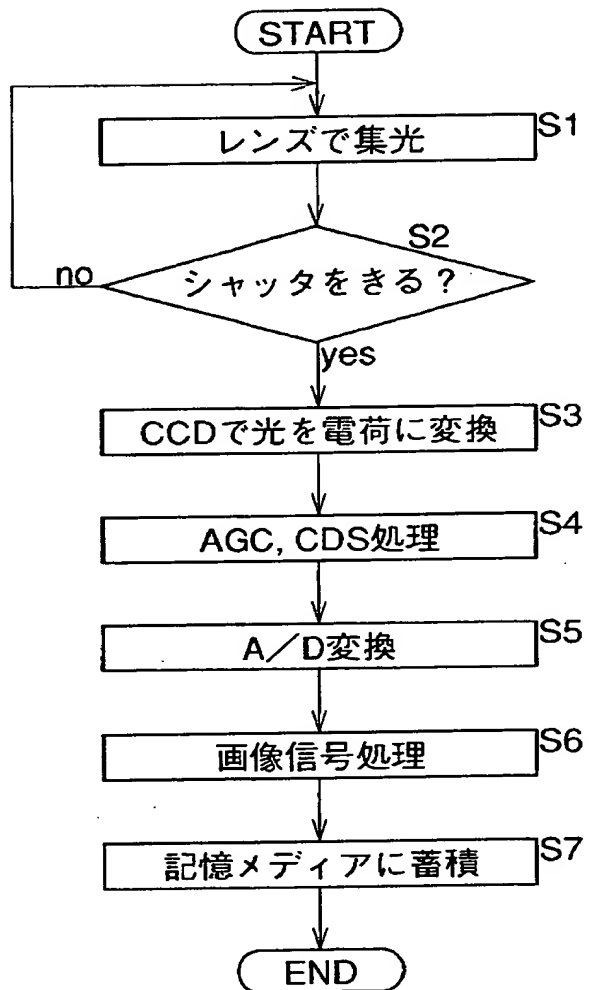 START
レンズで集光
S1
S2
シャッタをきる？
no
yes
CCDで光を電荷に変換
S3
AGC, CDS処理
S4
A／D変換
S5
画像信号処理
S6
記憶メディアに蓄積
S7
END